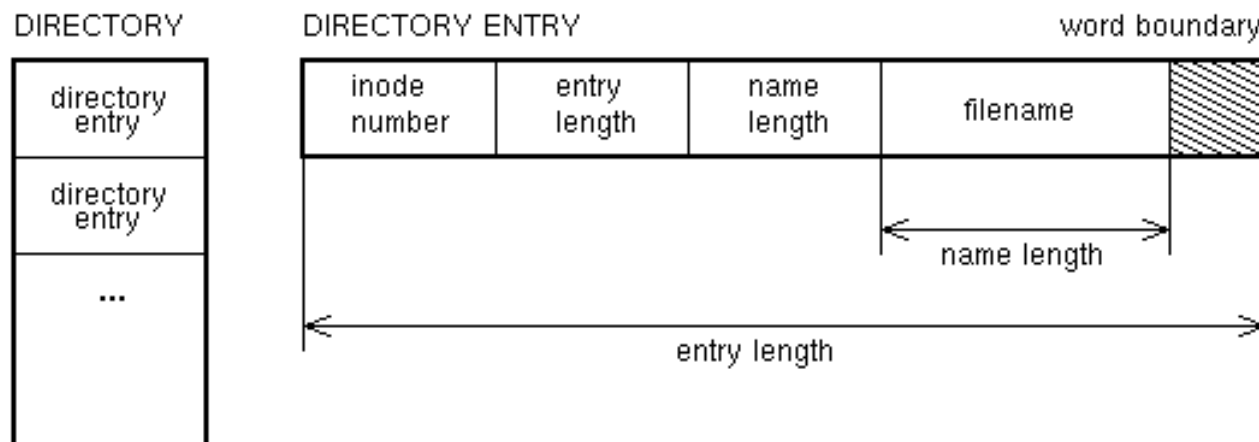 DIRECTORY
DIRECTORY ENTRY
word boundary
directory
entry
directory
entry
...
inode
number
entry
length
name
length
filename
name length
entry length